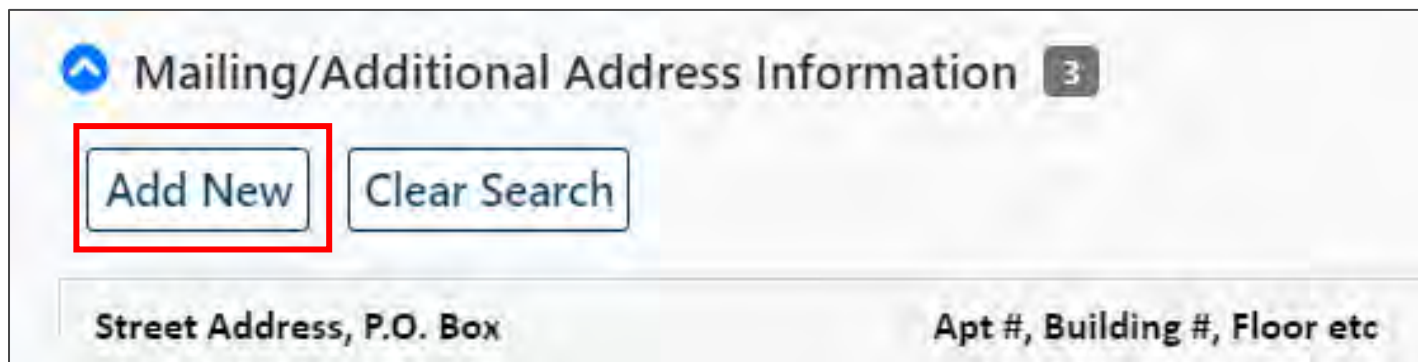 Mailing/Additional Address Information 3
Add New Clear Search
Street Address, P.O. Box Apt #, Building #, Floor etc